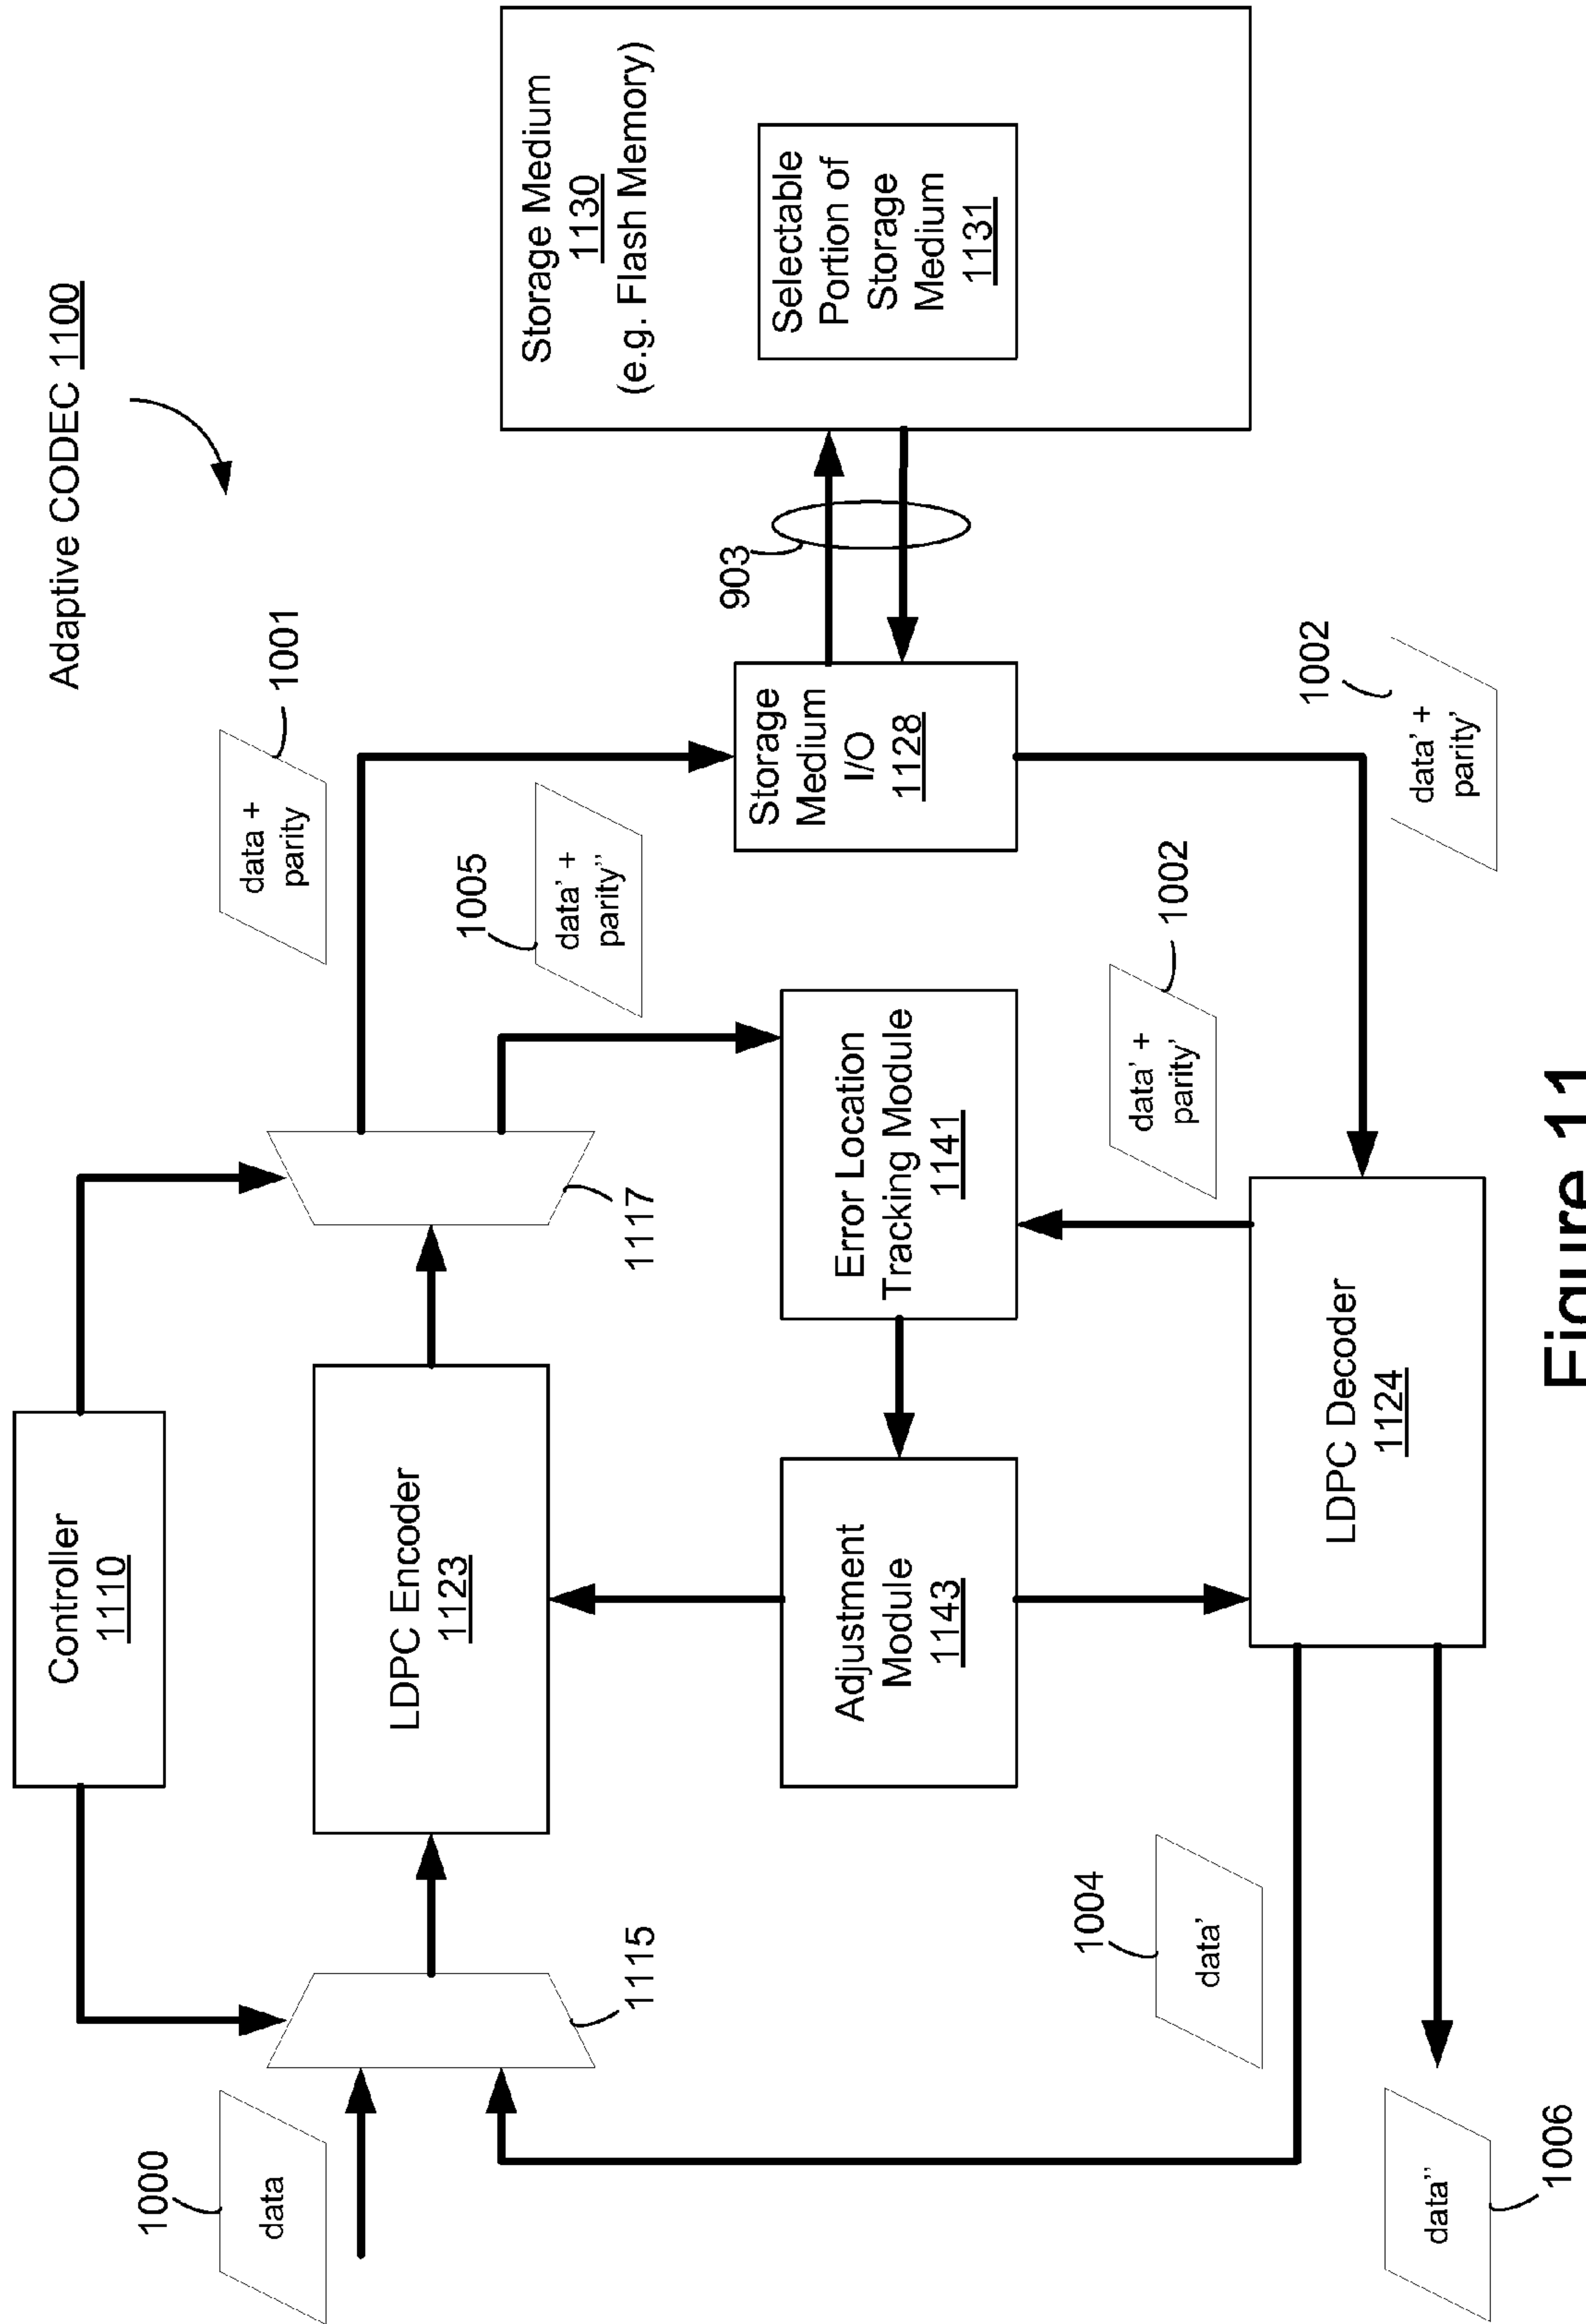 Adaptive CODEC 1100
Controller
1110
1000
data
1115
LDPC Encoder
1123
1117
data +
parity
1001
1005
data' +
parity''
Adjustment
Module
1143
Error Location
Tracking Module
1141
Storage
Medium
I/O
1128
903
Storage Medium
1130
(e.g. Flash Memory)
Selectable
Portion of
Storage
Medium
1131
1004
data'
data' +
parity'
1002
LDPC Decoder
1124
data' +
parity'
1002
data''
1006
Figure 11